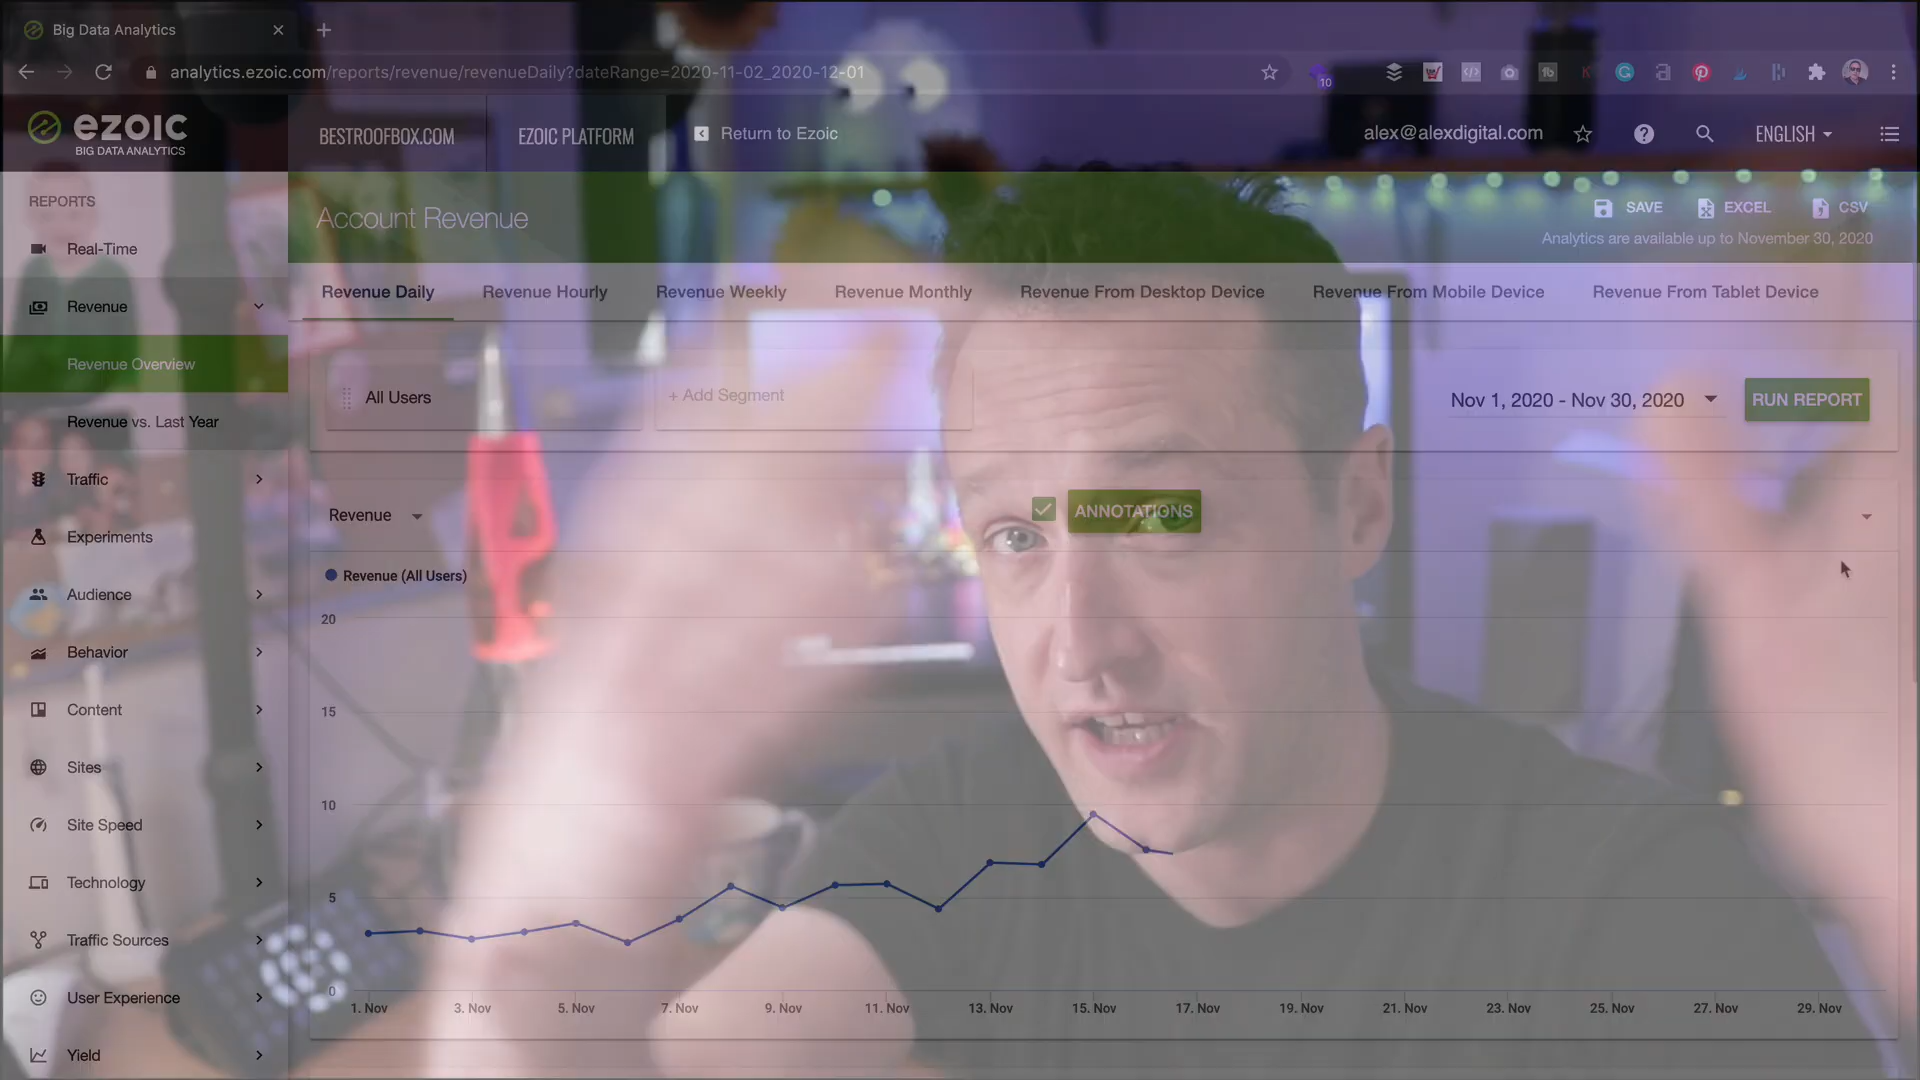 Big Data Analytics
analytics.ezoic.com/reports/revenue/revenueDaily?dateRange=2020-11-02_2020-12-01
10
ezoic
BIG DATA ANALYTICS
BESTROOFBOX.COM
EZOIC PLATFORM
Return to Ezoic
alex@alexdigital.com
ENGLISH
REPORTS
Real-Time
Revenue
Revenue Overview
Revenue vs. Last Year
Traffic
Experiments
Audience
Behavior
Content
Sites
Site Speed
Technology
Traffic Sources
User Experience
Yield
Account Revenue
SAVE
EXCEL
CSV
Analytics are available up to November 30, 2020
Revenue Daily
Revenue Hourly
Revenue Weekly
Revenue Monthly
Revenue From Desktop Device
Revenue From Mobile Device
Revenue From Tablet Device
All Users
+ Add Segment
Nov 1, 2020 - Nov 30, 2020
RUN REPORT
Revenue
ANNOTATIONS
Revenue (All Users)
20
15
10
5
0
1. Nov
3. Nov
5. Nov
7. Nov
9. Nov
11. Nov
13. Nov
15. Nov
17. Nov
19. Nov
21. Nov
23. Nov
25. Nov
27. Nov
29. Nov